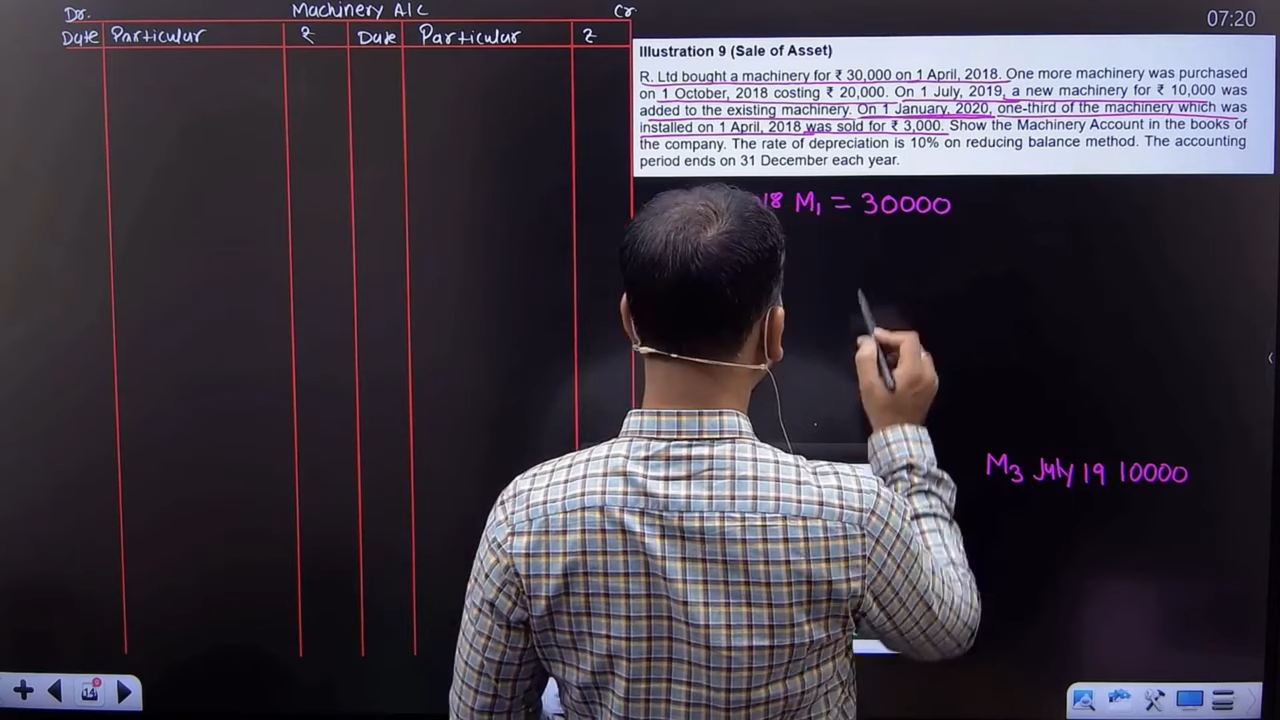 Dr. Machinery A/c Cr
Date Particular ₹ Date Particular ₹
07:20
Illustration 9 (Sale of Asset)
R. Ltd bought a machinery for ₹ 30,000 on 1 April, 2018. One more machinery was purchased
on 1 October, 2018 costing ₹ 20,000. On 1 July, 2019, a new machinery for ₹ 10,000 was
added to the existing machinery. On 1 January, 2020, one-third of the machinery which was
installed on 1 April, 2018 was sold for ₹ 3,000. Show the Machinery Account in the books of
the company. The rate of depreciation is 10% on reducing balance method. The accounting
period ends on 31 December each year.
18 M1 = 30000
M3 July 19 10000
14